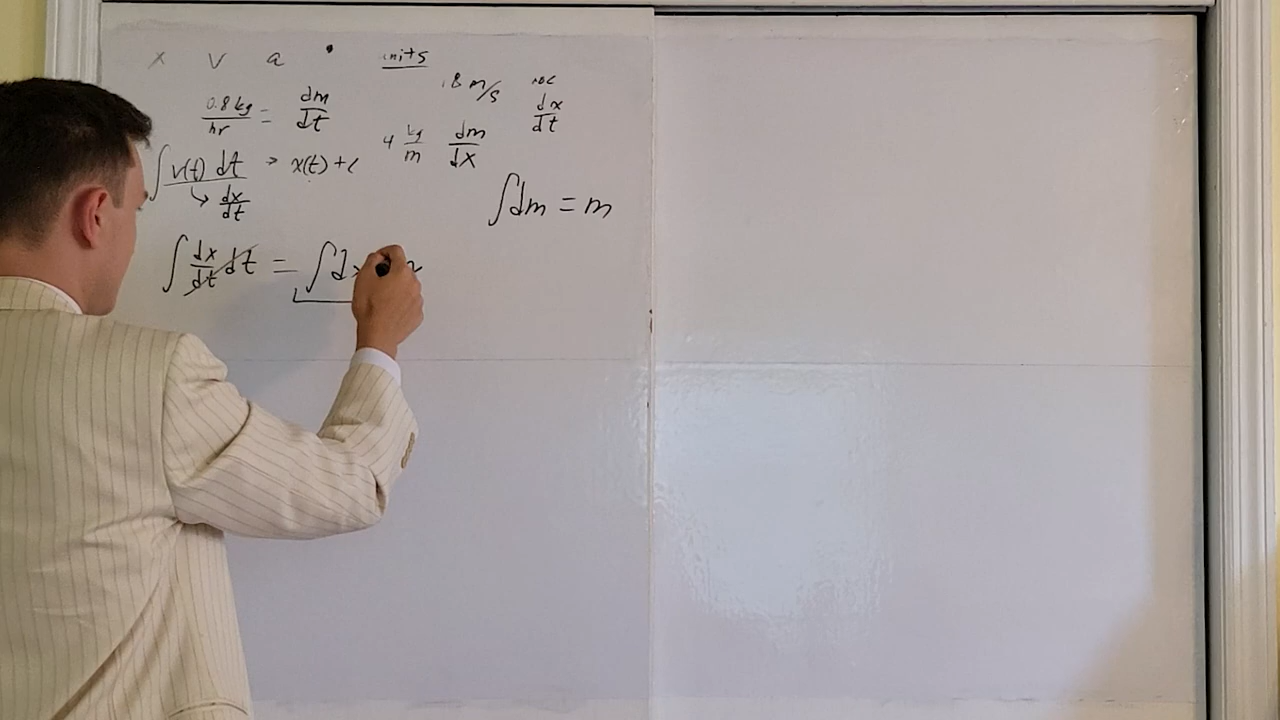 x v a units
.8 m/s roc
0.8 kg/hr = dm/dt
dx/dt
4 kg/m dm/dx
∫v(t) dt → x(t) + c
↳ dx/dt
∫dm = m
∫dx/dt dt = ∫dx